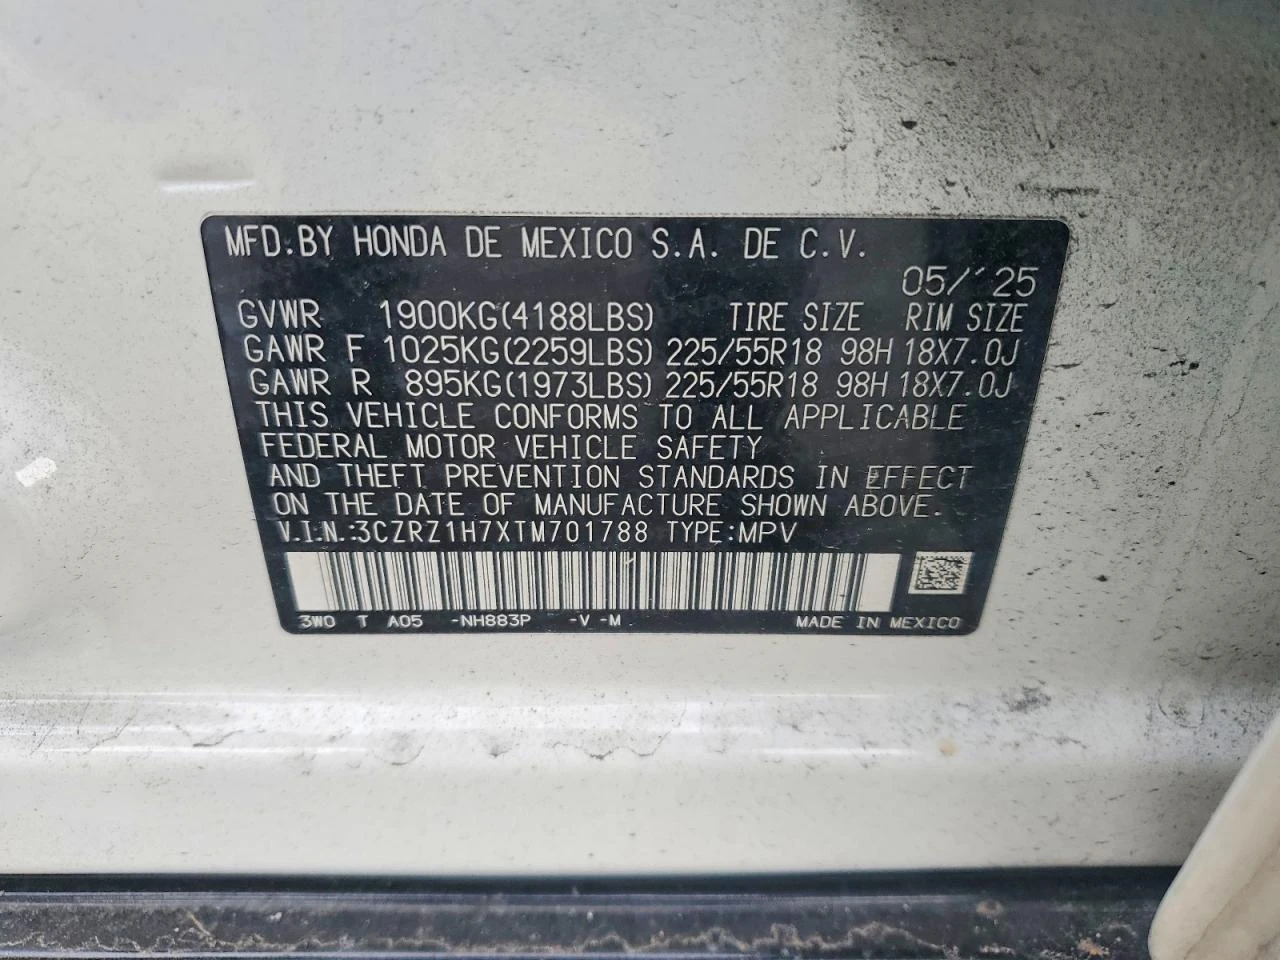 MFD.BY HONDA DE MEXICO S.A. DE C.V.
05/'25
GVWR 1900KG(4188LBS) TIRE SIZE RIM SIZE
GAWR F 1025KG(2259LBS) 225/55R18 98H 18X7.0J
GAWR R 895KG(1973LBS) 225/55R18 98H 18X7.0J
THIS VEHICLE CONFORMS TO ALL APPLICABLE
FEDERAL MOTOR VEHICLE SAFETY
AND THEFT PREVENTION STANDARDS IN EFFECT
ON THE DATE OF MANUFACTURE SHOWN ABOVE.
V.I.N.:3CZRZ1H7XTM701788 TYPE:MPV
3W0 T A05 -NH883P -V -M MADE IN MEXICO